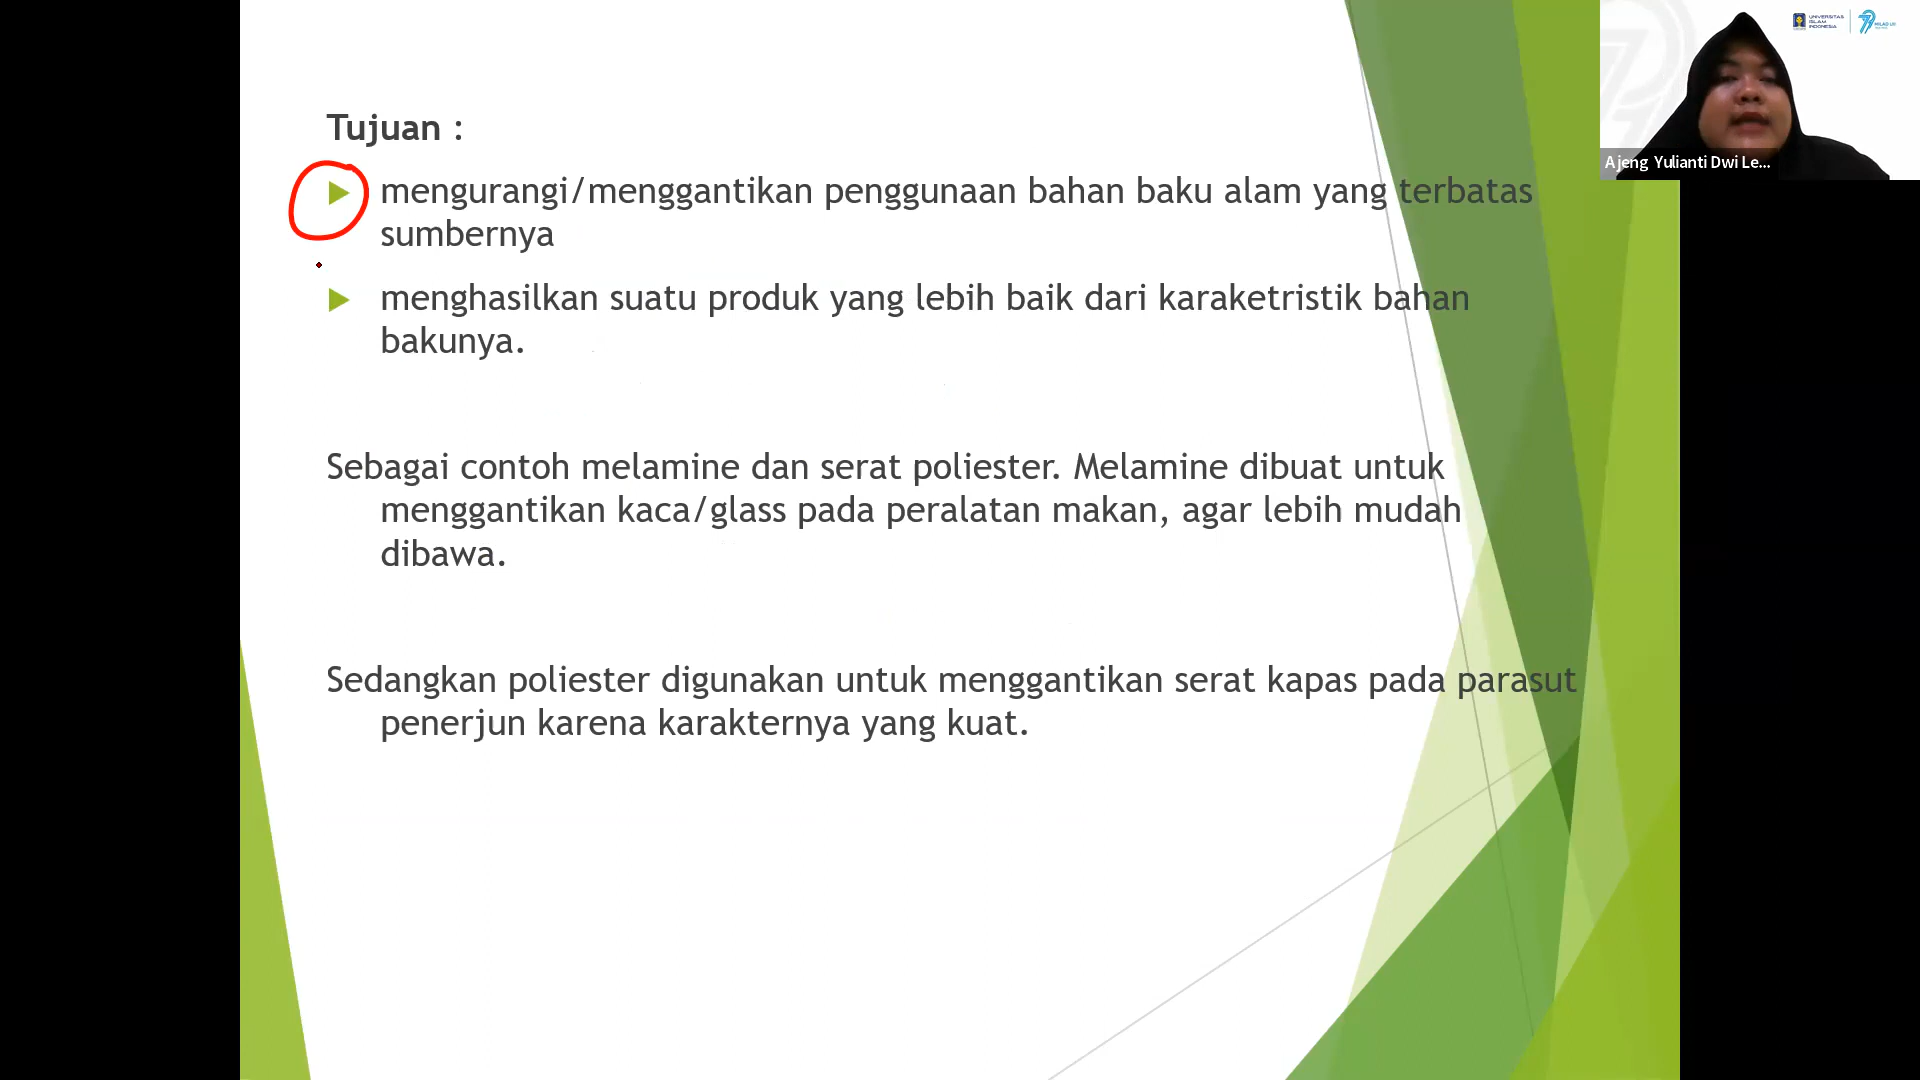 Tujuan :
mengurangi/menggantikan penggunaan bahan baku alam yang terbatas
sumbernya
menghasilkan suatu produk yang lebih baik dari karaketristik bahan
bakunya.
Sebagai contoh melamine dan serat poliester. Melamine dibuat untuk
menggantikan kaca/glass pada peralatan makan, agar lebih mudah
dibawa.
Sedangkan poliester digunakan untuk menggantikan serat kapas pada parasut
penerjun karena karakternya yang kuat.
UNIVERSITAS
ISLAM
INDONESIA
Ajeng Yulianti Dwi Le...